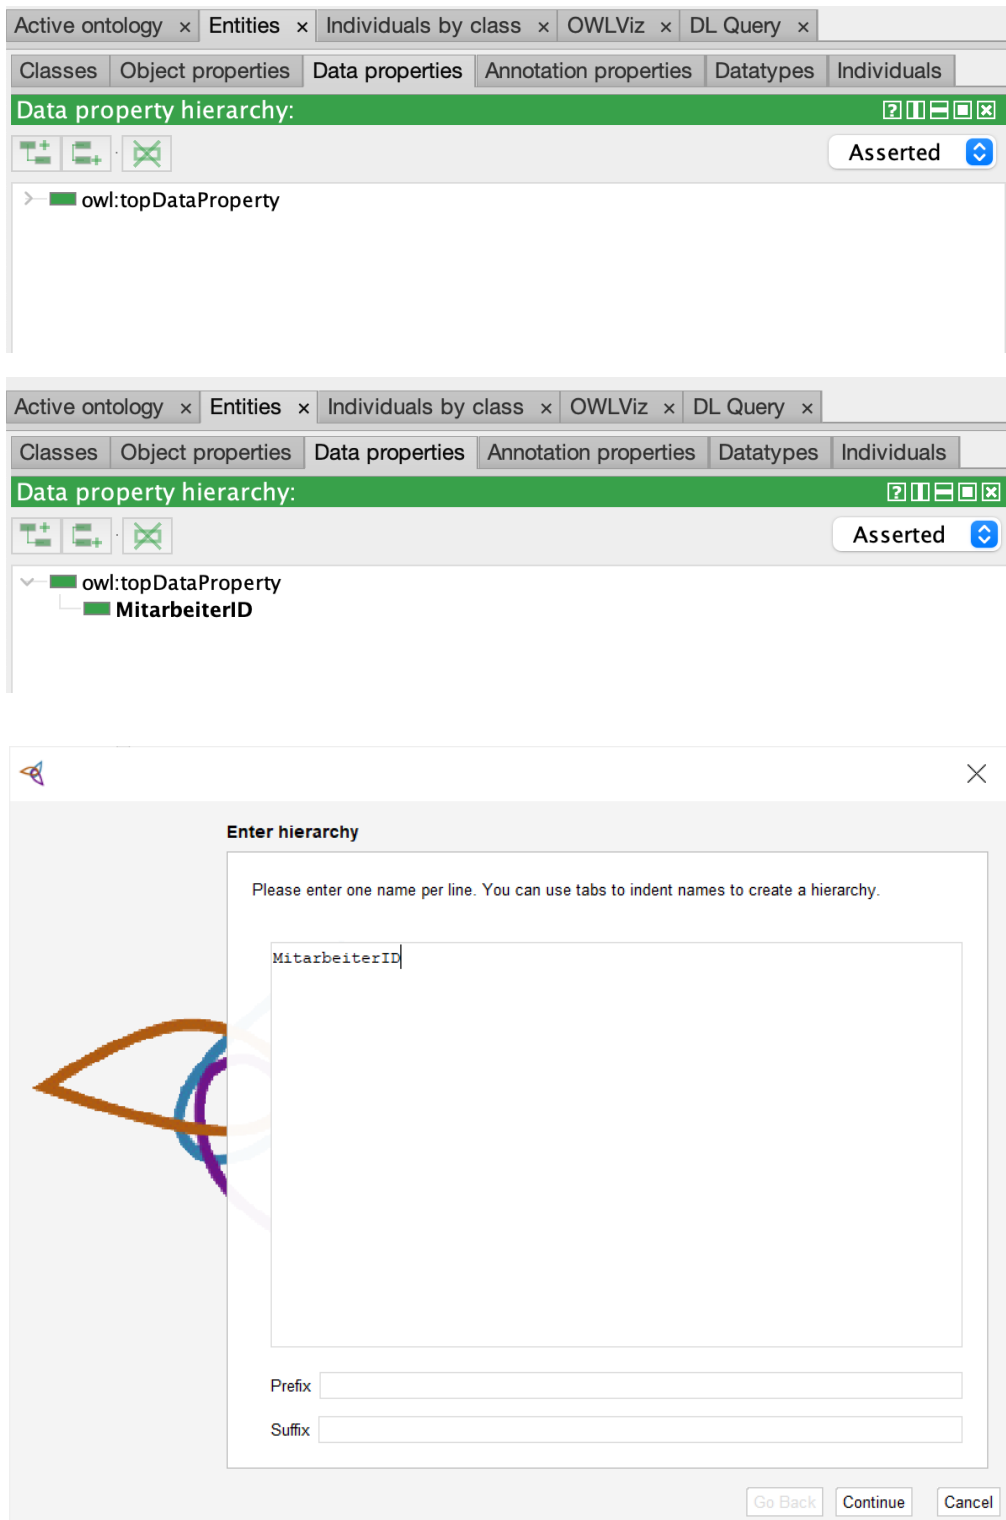 Active ontology × Entities × Individuals by class × OWLViz × DL Query ×
Classes Object properties Data properties Annotation properties Datatypes Individuals
Data property hierarchy:
Asserted
owl:topDataProperty
Active ontology × Entities × Individuals by class × OWLViz × DL Query ×
Classes Object properties Data properties Annotation properties Datatypes Individuals
Data property hierarchy:
Asserted
owl:topDataProperty
MitarbeiterID
Enter hierarchy
Please enter one name per line. You can use tabs to indent names to create a hierarchy.
MitarbeiterID
Prefix
Suffix
Go Back Continue Cancel